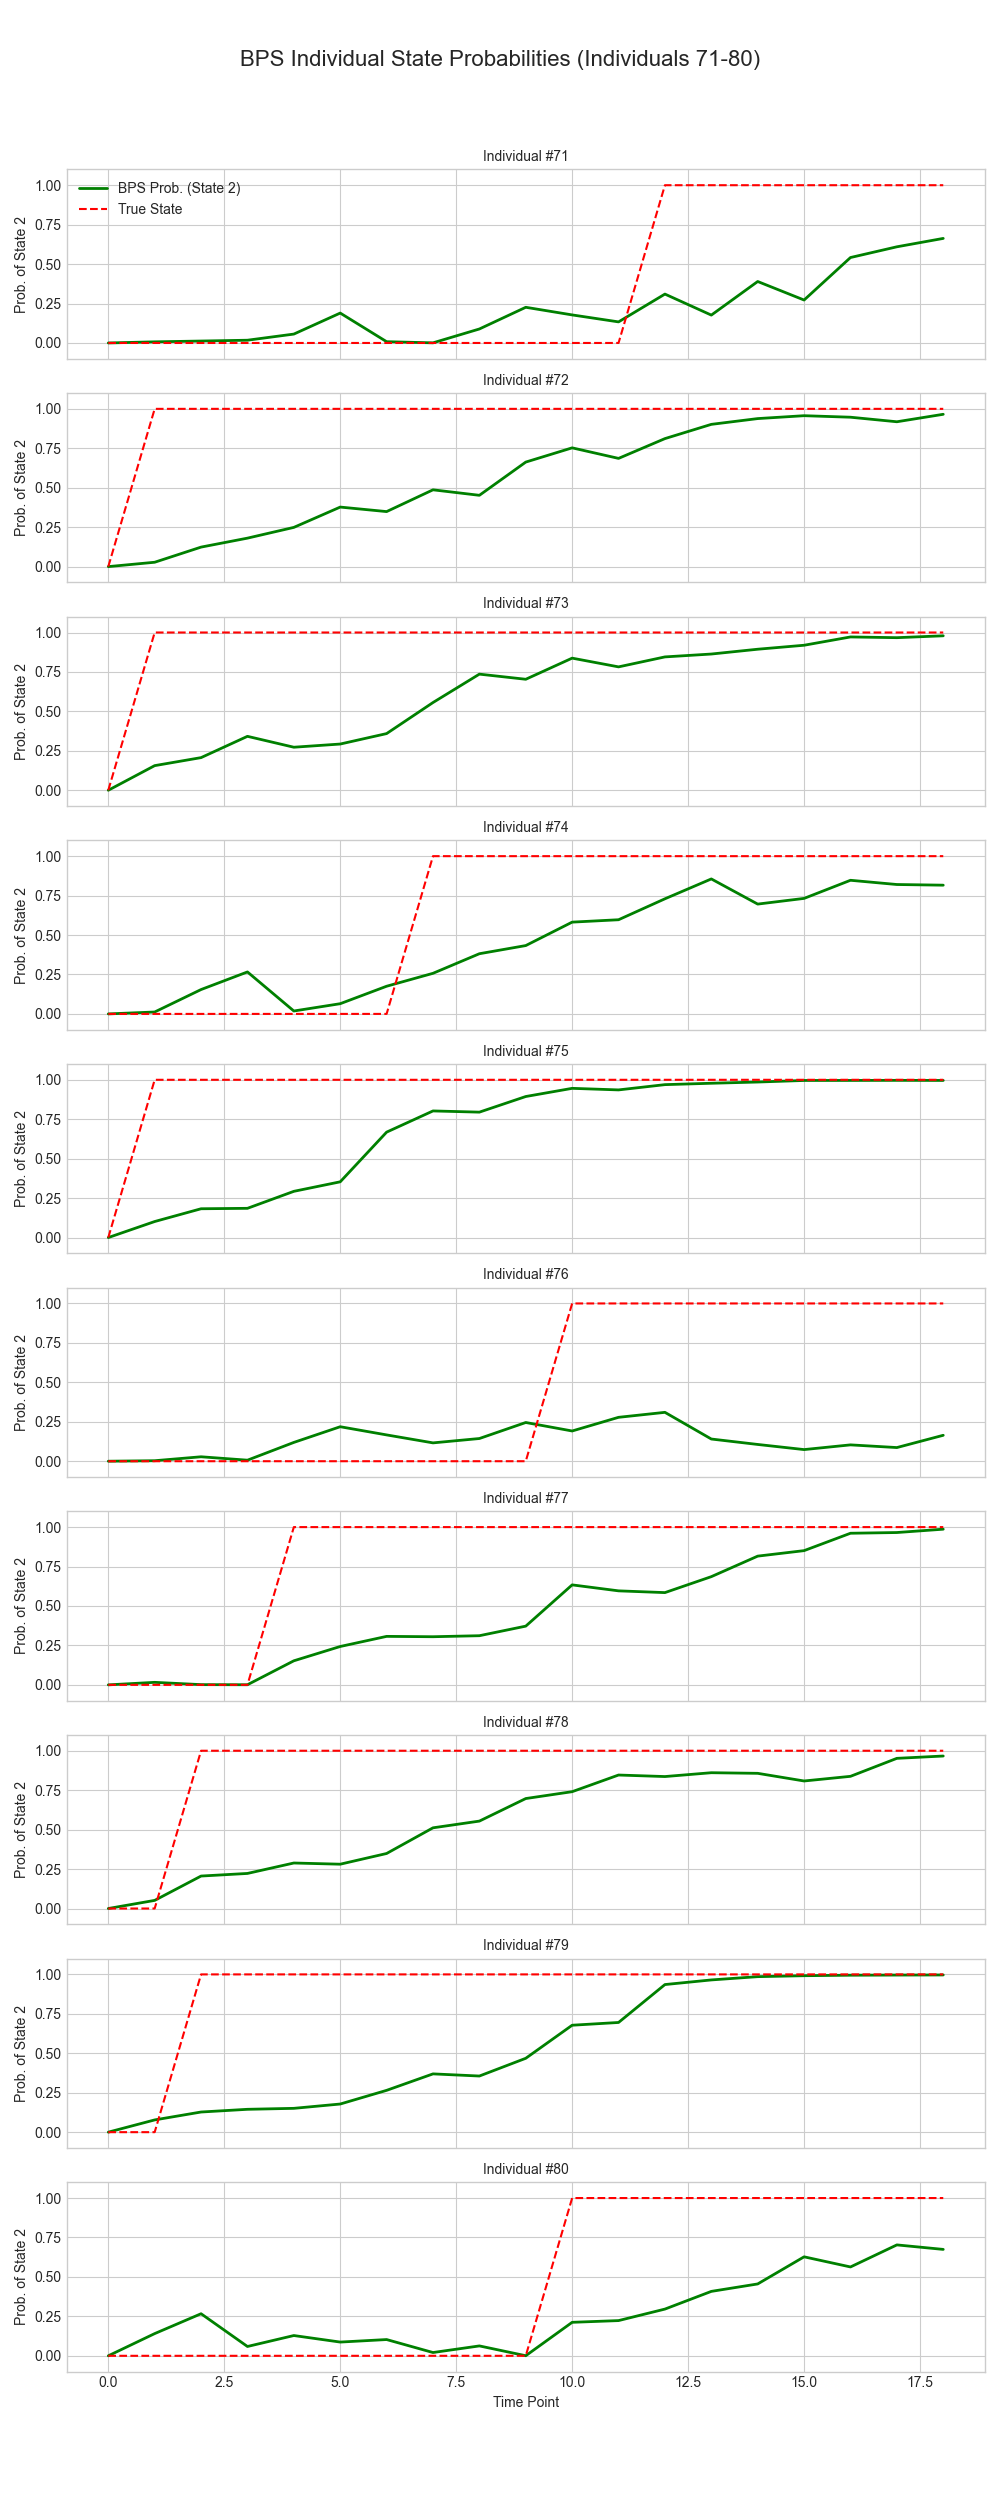 BPS Individual State Probabilities (Individuals 71-80)
Individual #71
Prob. of State 2
1.00
0.75
0.50
0.25
0.00
BPS Prob. (State 2)
True State
Individual #72
Prob. of State 2
1.00
0.75
0.50
0.25
0.00
Individual #73
Prob. of State 2
1.00
0.75
0.50
0.25
0.00
Individual #74
Prob. of State 2
1.00
0.75
0.50
0.25
0.00
Individual #75
Prob. of State 2
1.00
0.75
0.50
0.25
0.00
Individual #76
Prob. of State 2
1.00
0.75
0.50
0.25
0.00
Individual #77
Prob. of State 2
1.00
0.75
0.50
0.25
0.00
Individual #78
Prob. of State 2
1.00
0.75
0.50
0.25
0.00
Individual #79
Prob. of State 2
1.00
0.75
0.50
0.25
0.00
Individual #80
Prob. of State 2
1.00
0.75
0.50
0.25
0.00
0.0 2.5 5.0 7.5 10.0 12.5 15.0 17.5
Time Point